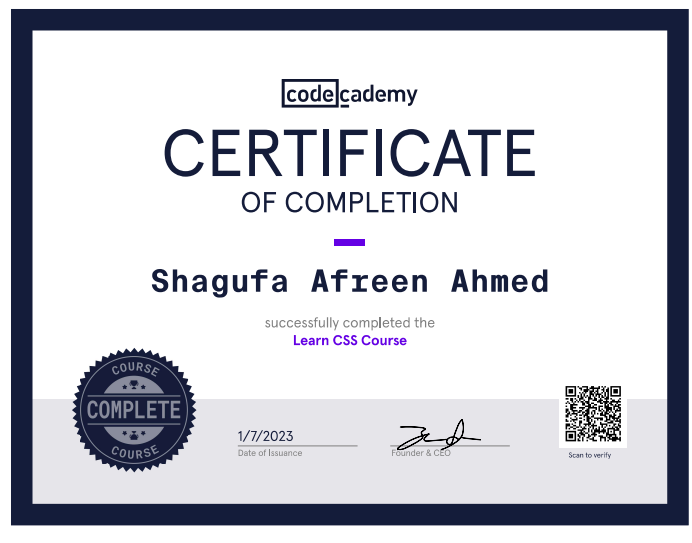 codecademy
CERTIFICATE
OF COMPLETION
Shagufa Afreen Ahmed
successfully completed the
Learn CSS Course
COURSE
COMPLETE
COURSE
1/7/2023
Date of Issuance
Founder & CEO
Scan to verify